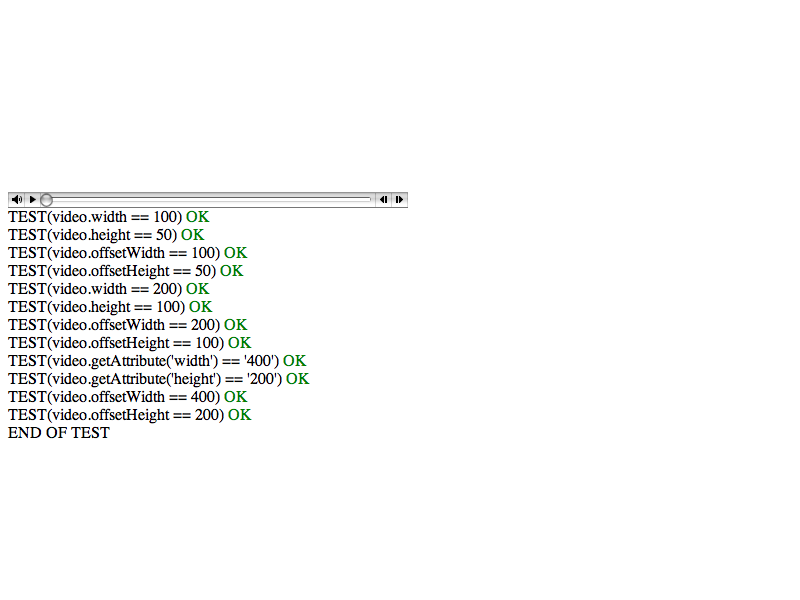 TEST(video.width == 100) OK
TEST(video.height == 50) OK
TEST(video.offsetWidth == 100) OK
TEST(video.offsetHeight == 50) OK
TEST(video.width == 200) OK
TEST(video.height == 100) OK
TEST(video.offsetWidth == 200) OK
TEST(video.offsetHeight == 100) OK
TEST(video.getAttribute('width') == '400') OK
TEST(video.getAttribute('height') == '200') OK
TEST(video.offsetWidth == 400) OK
TEST(video.offsetHeight == 200) OK
END OF TEST